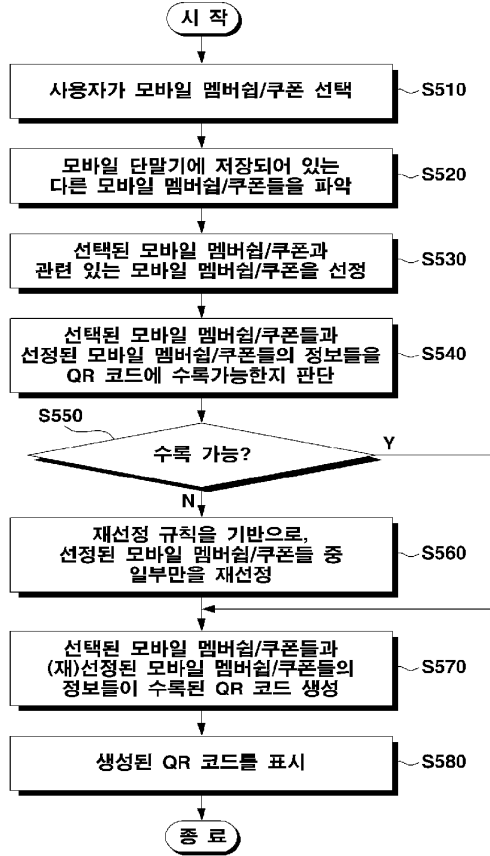 시 작
사용자가 모바일 멤버쉽/쿠폰 선택
S510
모바일 단말기에 저장되어 있는
다른 모바일 멤버쉽/쿠폰들을 파악
S520
선택된 모바일 멤버쉽/쿠폰과
관련 있는 모바일 멤버쉽/쿠폰을 선정
S530
선택된 모바일 멤버쉽/쿠폰들과
선정된 모바일 멤버쉽/쿠폰들의 정보들을
QR 코드에 수록가능한지 판단
S540
S550
수록 가능?
Y
N
재선정 규칙을 기반으로,
선정된 모바일 멤버쉽/쿠폰들 중
일부만을 재선정
S560
선택된 모바일 멤버쉽/쿠폰들과
(재)선정된 모바일 멤버쉽/쿠폰들의
정보들이 수록된 QR 코드 생성
S570
생성된 QR 코드를 표시
S580
종 료